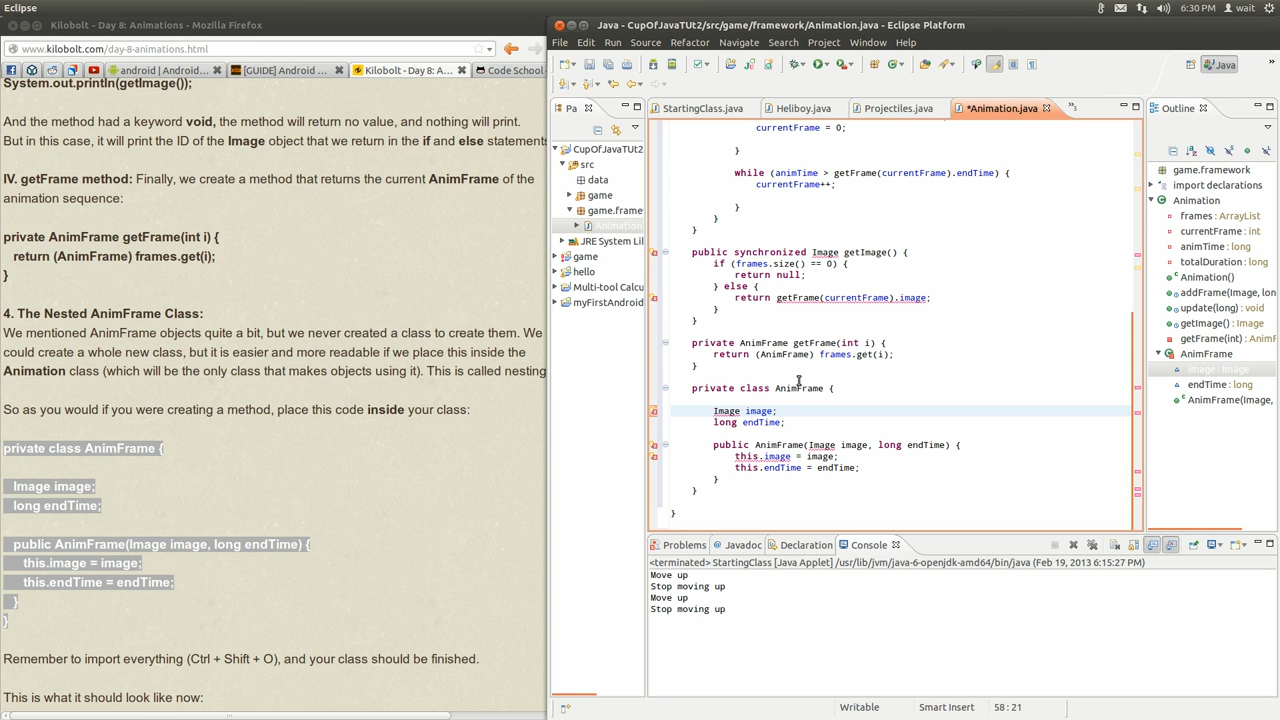 Eclipse
6:30 PM
wait
Kilobolt - Day 8: Animations - Mozilla Firefox
www.kilobolt.com/day-8-animations.html
android | Android...
[GUIDE] Android ...
Kilobolt - Day 8: A...
Code School
System.out.println(getImage());
And the method had a keyword void, the method will return no value, and nothing will print.
But in this case, it will print the ID of the Image object that we return in the if and else statements
IV. getFrame method: Finally, we create a method that returns the current AnimFrame of the
animation sequence:
private AnimFrame getFrame(int i) {
return (AnimFrame) frames.get(i);
}
4. The Nested AnimFrame Class:
We mentioned AnimFrame objects quite a bit, but we never created a class to create them. We
could create a whole new class, but it is easier and more readable if we place this inside the
Animation class (which will be the only class that makes objects using it). This is called nesting
So as you would if you were creating a method, place this code inside your class:
private class AnimFrame {
Image image;
long endTime;
public AnimFrame(Image image, long endTime) {
this.image = image;
this.endTime = endTime;
}
}
Remember to import everything (Ctrl + Shift + O), and your class should be finished.
This is what it should look like now:
Java - CupOfJavaTUt2/src/game/framework/Animation.java - Eclipse Platform
File Edit Run Source Refactor Navigate Search Project Window Help
Java
Pa
CupOfJavaTUt2
src
data
game
game.frame
Animation.
JRE System Lil
game
hello
Multi-tool Calcu
myFirstAndroid
StartingClass.java
Heliboy.java
Projectiles.java
*Animation.java
currentFrame = 0;
}
while (animTime > getFrame(currentFrame).endTime) {
currentFrame++;
}
}
}
public synchronized Image getImage() {
if (frames.size() == 0) {
return null;
} else {
return getFrame(currentFrame).image;
}
}
private AnimFrame getFrame(int i) {
return (AnimFrame) frames.get(i);
}
private class AnimFrame {
Image image;
long endTime;
public AnimFrame(Image image, long endTime) {
this.image = image;
this.endTime = endTime;
}
}
}
Outline
game.framework
import declarations
Animation
frames: ArrayList
currentFrame: int
animTime: long
totalDuration: long
Animation()
addFrame(Image, lon
update(long): void
getImage(): Image
getFrame(int): AnimF
AnimFrame
Image: Image
endTime: long
AnimFrame(Image,
Problems
Javadoc
Declaration
Console
<terminated> StartingClass [Java Applet] /usr/lib/jvm/java-6-openjdk-amd64/bin/java (Feb 19, 2013 6:15:27 PM)
Move up
Stop moving up
Move up
Stop moving up
Writable
Smart Insert
58 : 21